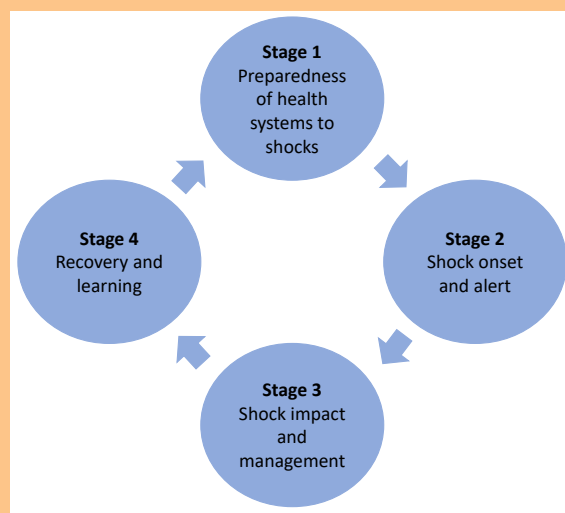 Stage 1
Preparedness
of health
systems to
shocks
Stage 2
Shock onset
and alert
Stage 3
Shock impact
and
management
Stage 4
Recovery and
learning